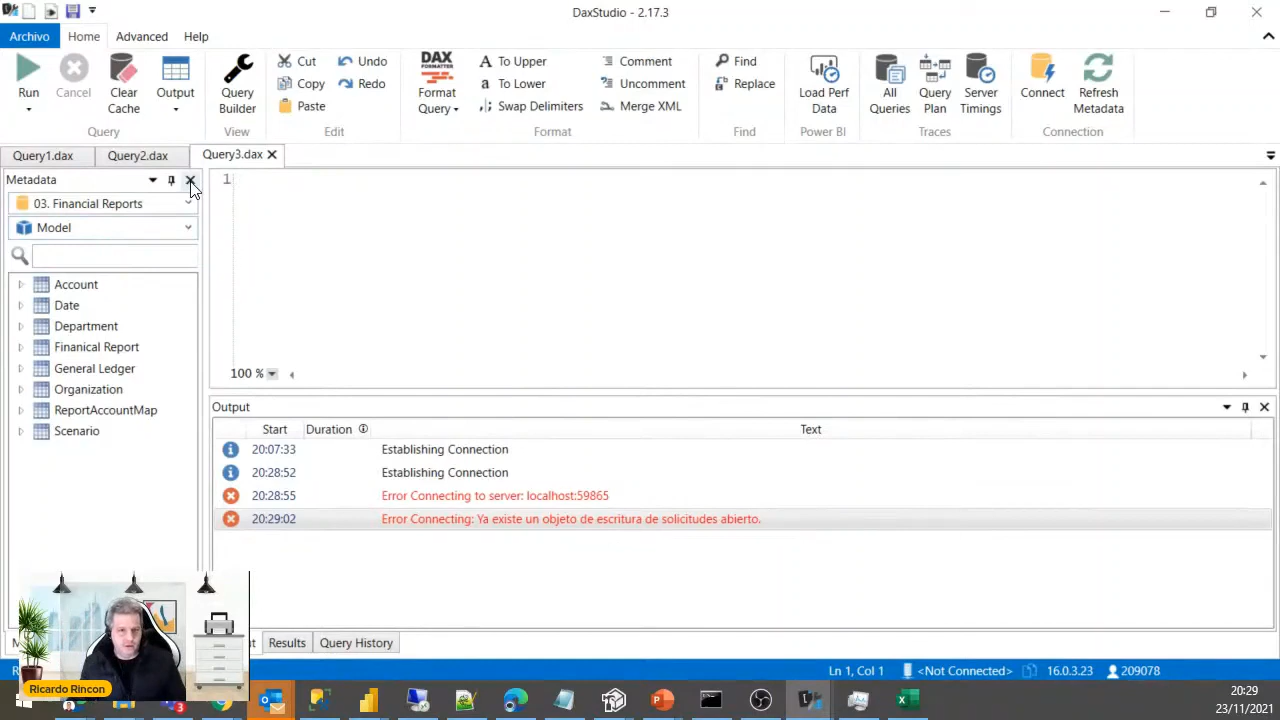 DaxStudio - 2.17.3
Archivo Home Advanced Help
Run
Cancel
Clear Cache
Output
Query
Query Builder
View
Cut
Copy
Paste
Undo
Redo
Edit
DAX FORMATTER
Format Query
To Upper
To Lower
Swap Delimiters
Comment
Uncomment
Merge XML
Format
Find
Replace
Find
Load Perf Data
Power BI
All Queries
Query Plan
Server Timings
Traces
Connect
Refresh Metadata
Connection
Query1.dax Query2.dax Query3.dax
Metadata
03. Financial Reports
Model
Account
Date
Department
Finanical Report
General Ledger
Organization
ReportAccountMap
Scenario
1
100 %
Output
Start Duration Text
20:07:33 Establishing Connection
20:28:52 Establishing Connection
20:28:55 Error Connecting to server: localhost:59865
20:29:02 Error Connecting: Ya existe un objeto de escritura de solicitudes abierto.
Results Query History
Ln 1, Col 1 <Not Connected> 16.0.3.23 209078
Ricardo Rincon
20:29
23/11/2021